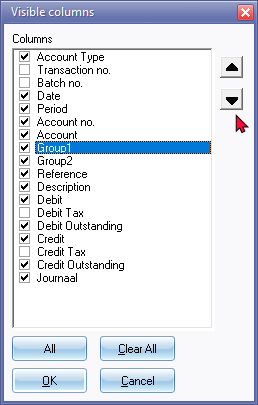 Visible columns
Columns
Account Type
Transaction no.
Batch no.
Date
Period
Account no.
Account
Group1
Group2
Reference
Description
Debit
Debit Tax
Debit Outstanding
Credit
Credit Tax
Credit Outstanding
Journaal
All
Clear All
OK
Cancel